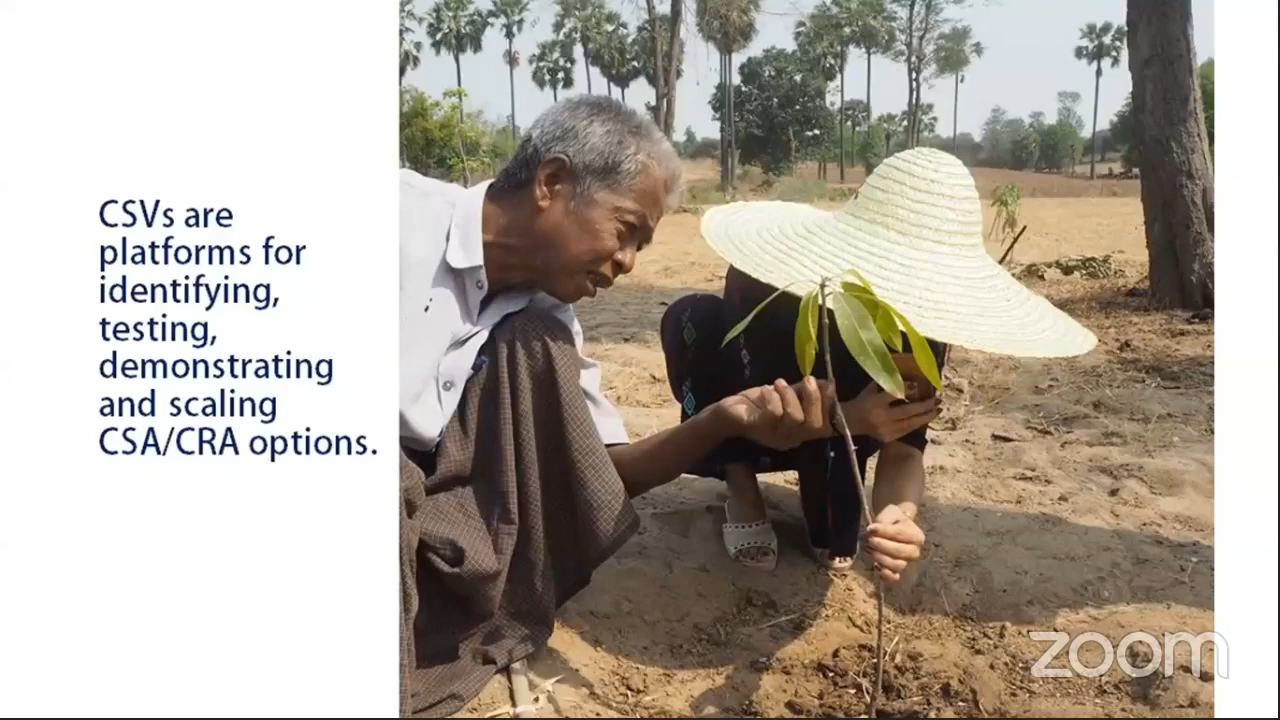 CSVs are
platforms for
identifying,
testing,
demonstrating
and scaling
CSA/CRA options.
zoom